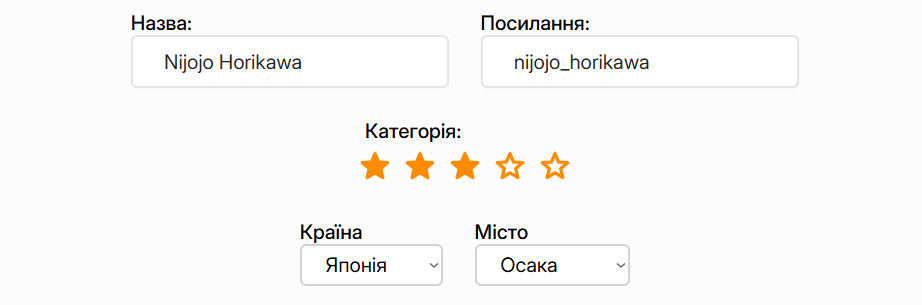 Назва: Посилання:
Nijojo Horikawa nijojo_horikawa
Категорія:
Країна Місто
Японія Осака